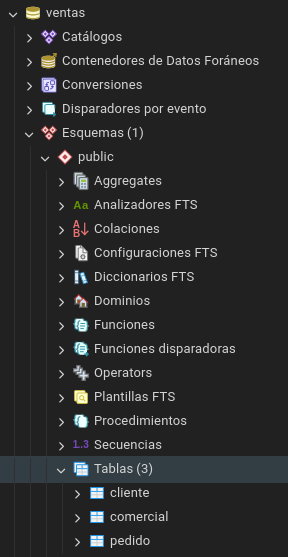 ventas
Catálogos
Contenedores de Datos Foráneos
Conversiones
Disparadores por evento
Esquemas (1)
public
Aggregates
Aa Analizadores FTS
AB Colaciones
Configuraciones FTS
Diccionarios FTS
Dominios
Funciones
Funciones disparadoras
Operators
Plantillas FTS
Procedimientos
1..3 Secuencias
Tablas (3)
cliente
comercial
pedido